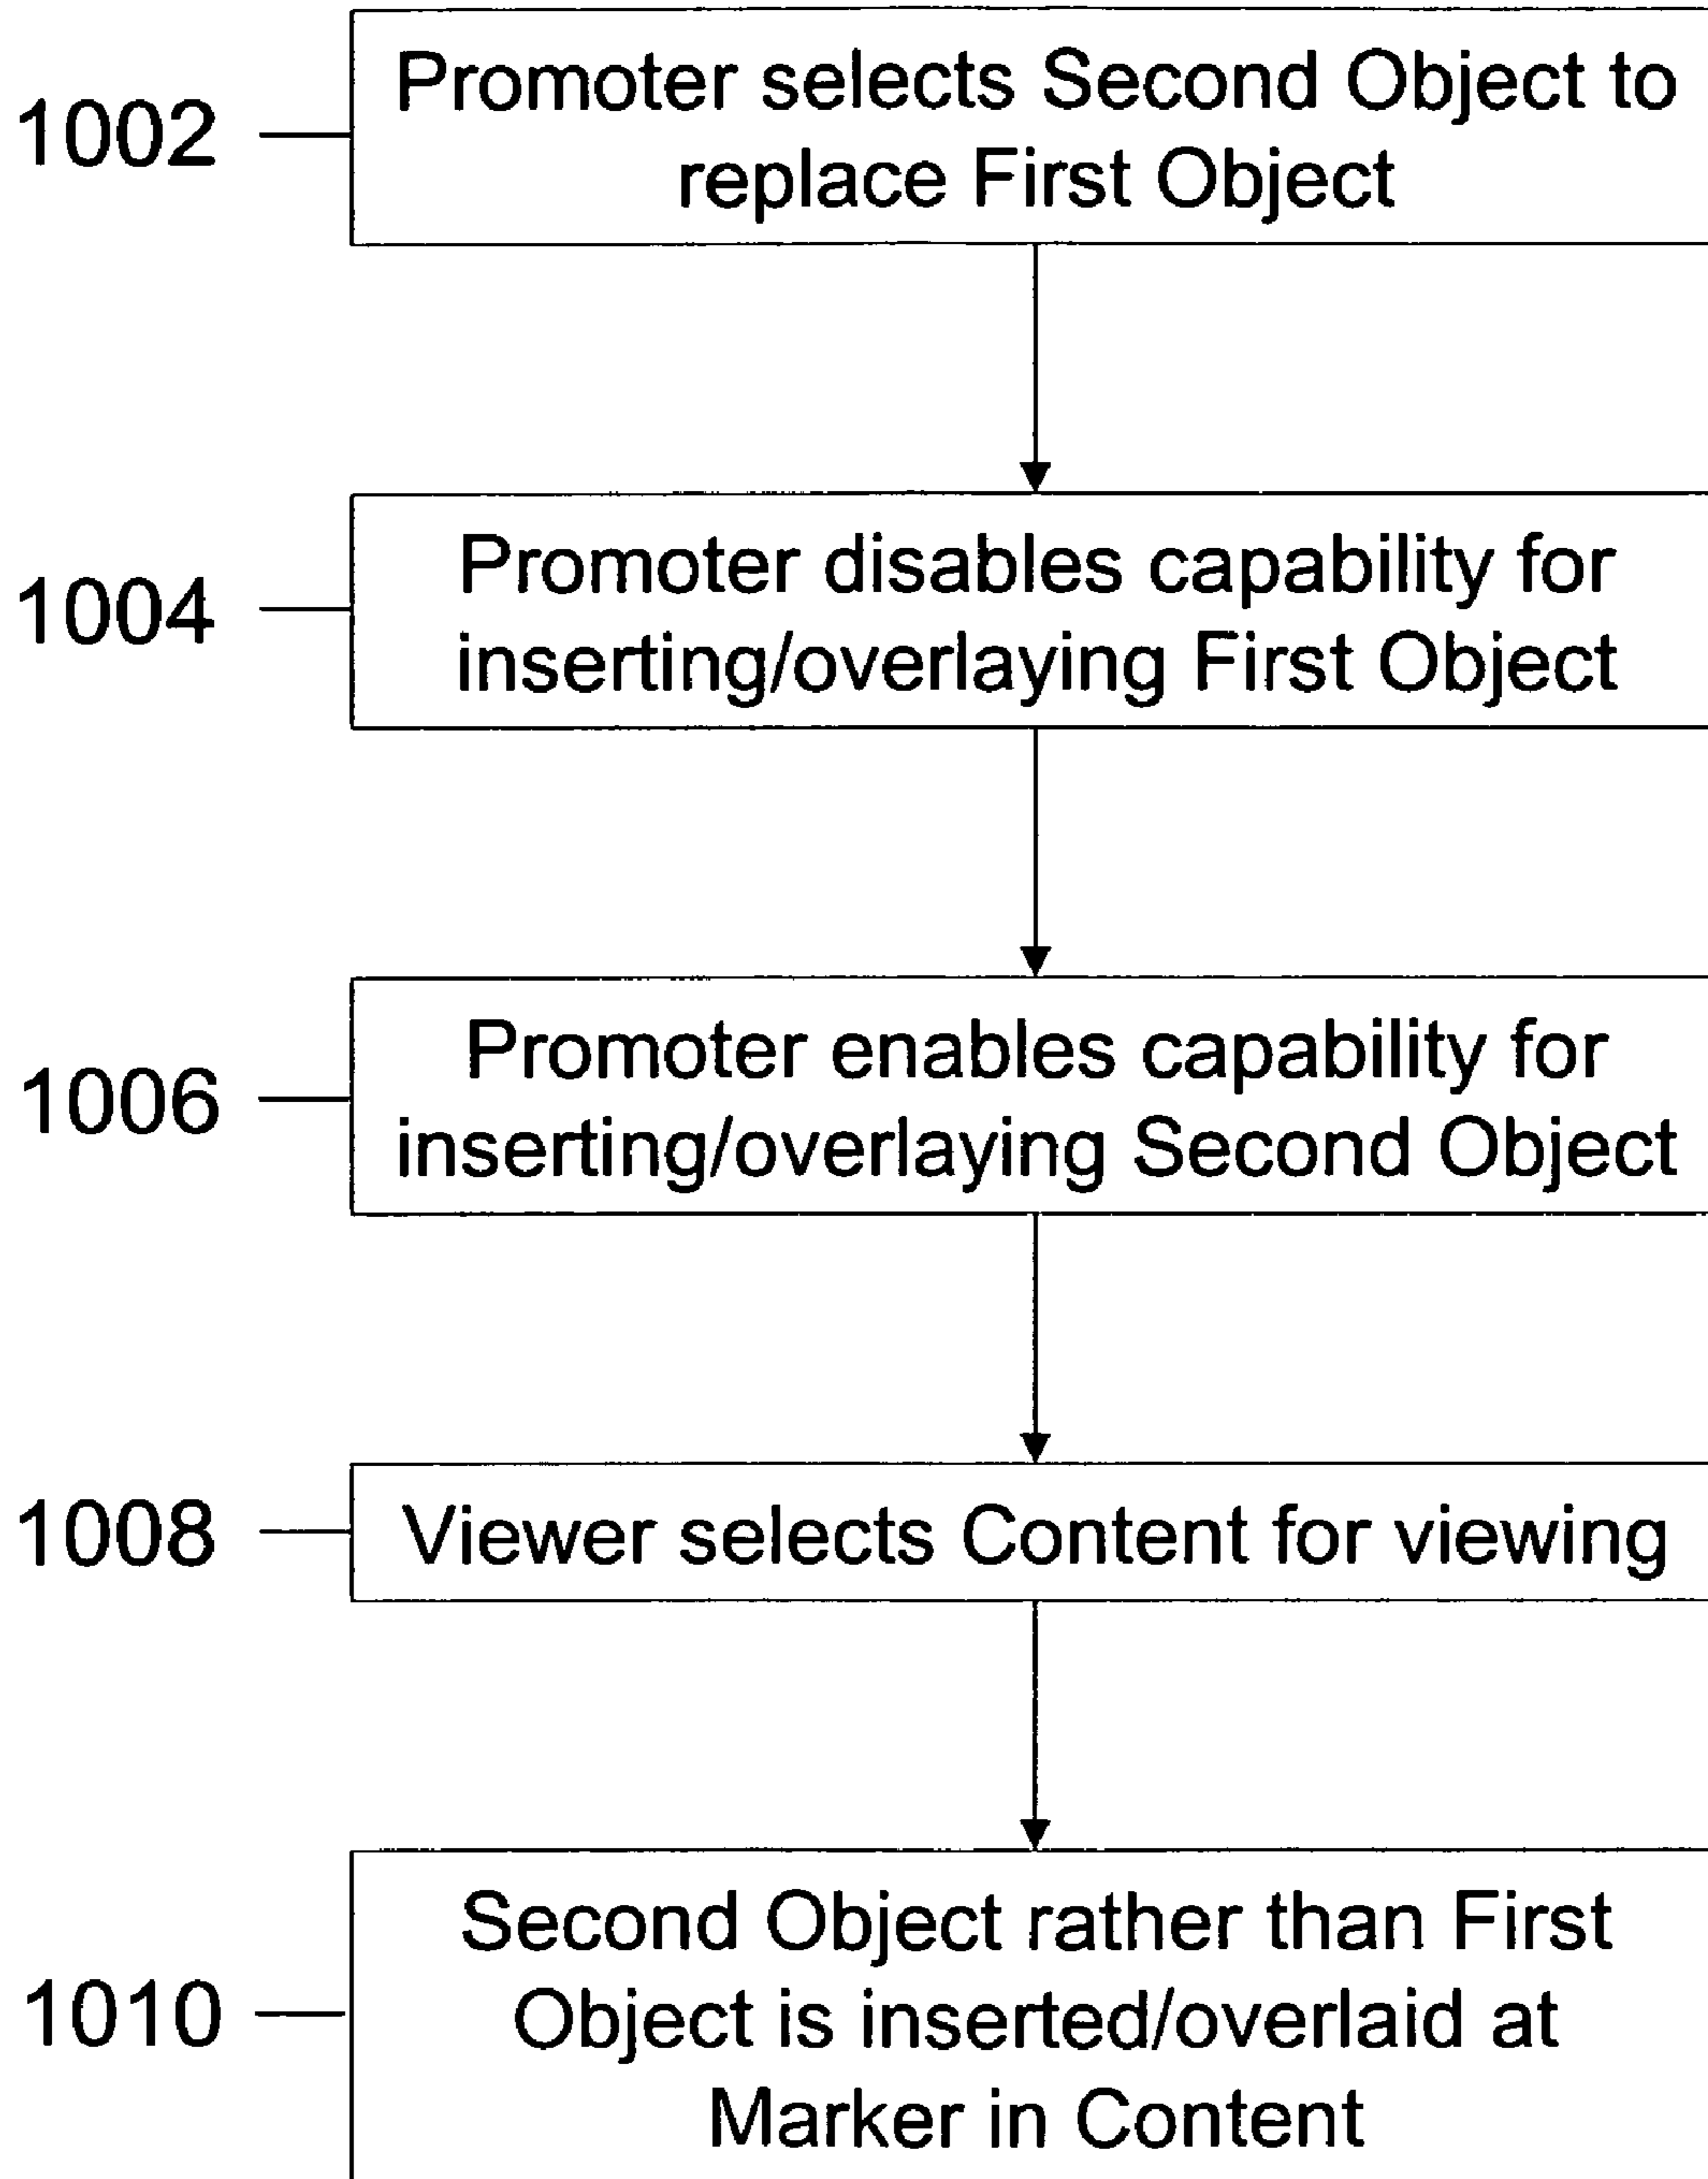 1002
Promoter selects Second Object to
replace First Object
1004
Promoter disables capability for
inserting/overlaying First Object
1006
Promoter enables capability for
inserting/overlaying Second Object
1008
Viewer selects Content for viewing
1010
Second Object rather than First
Object is inserted/overlaid at
Marker in Content